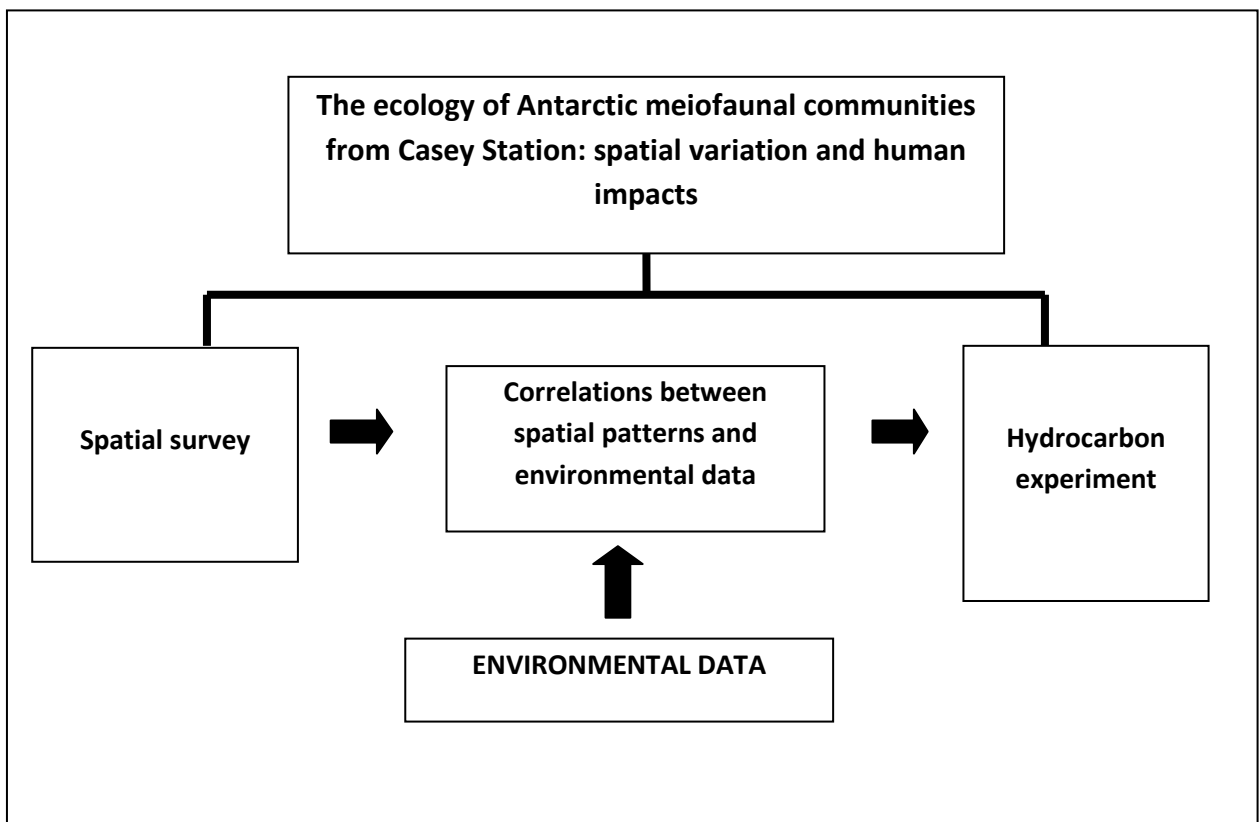 The ecology of Antarctic meiofaunal communities
from Casey Station: spatial variation and human
impacts
Spatial survey
Correlations between
spatial patterns and
environmental data
Hydrocarbon
experiment
ENVIRONMENTAL DATA